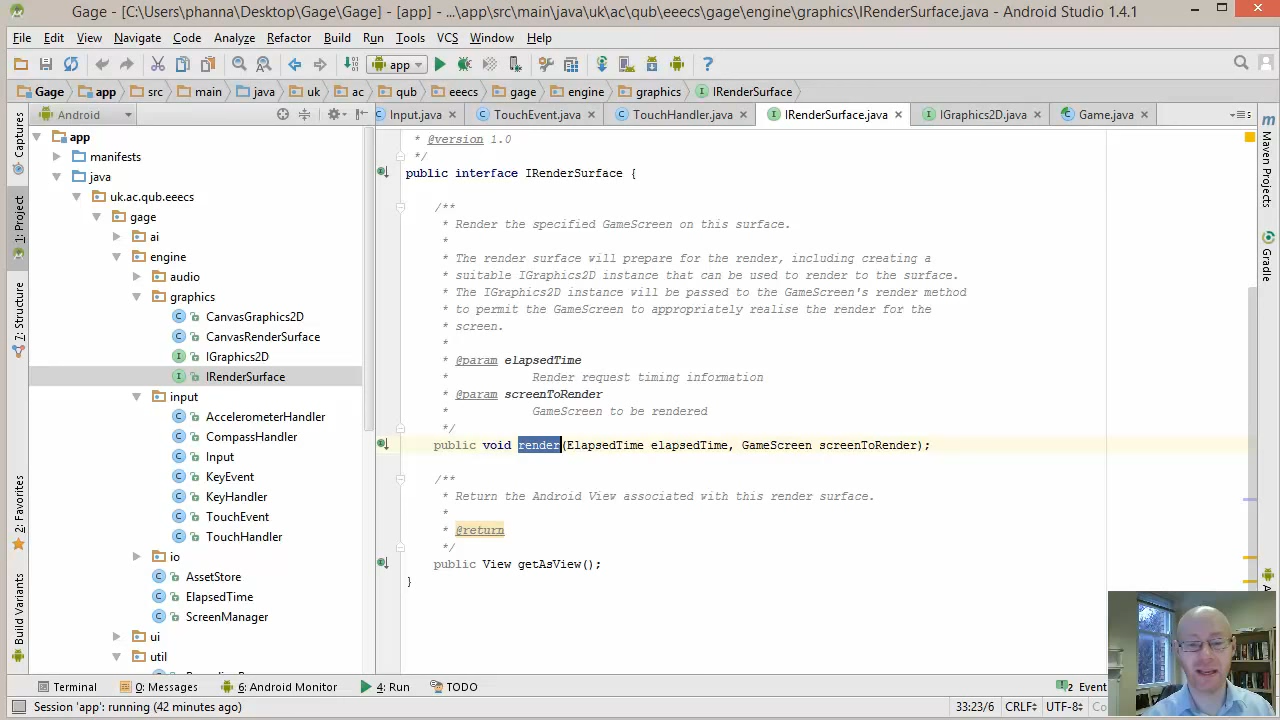 Gage - [C:\Users\phanna\Desktop\Gage\Gage] - [app] - ...\app\src\main\java\uk\ac\qub\eeecs\gage\engine\graphics\IRenderSurface.java - Android Studio 1.4.1
File Edit View Navigate Code Analyze Refactor Build Run Tools VCS Window Help
app
Gage app src main java uk ac qub eeecs gage engine graphics IRenderSurface
Android
Input.java TouchEvent.java TouchHandler.java IRenderSurface.java IGraphics2D.java Game.java
Captures
1: Project
7: Structure
2: Favorites
Build Variants
app
manifests
java
uk.ac.qub.eeecs
gage
ai
engine
audio
graphics
CanvasGraphics2D
CanvasRenderSurface
IGraphics2D
IRenderSurface
input
AccelerometerHandler
CompassHandler
Input
KeyEvent
KeyHandler
TouchEvent
TouchHandler
io
AssetStore
ElapsedTime
ScreenManager
ui
util
* @version 1.0
*/
public interface IRenderSurface {
/**
* Render the specified GameScreen on this surface.
*
* The render surface will prepare for the render, including creating a
* suitable IGraphics2D instance that can be used to render to the surface.
* The IGraphics2D instance will be passed to the GameScreen's render method
* to permit the GameScreen to appropriately realise the render for the
* screen.
*
* @param elapsedTime
* Render request timing information
* @param screenToRender
* GameScreen to be rendered
*/
public void render(ElapsedTime elapsedTime, GameScreen screenToRender);
/**
* Return the Android View associated with this render surface.
*
* @return
*/
public View getAsView();
}
Maven Projects
Gradle
Terminal 0: Messages 6: Android Monitor 4: Run TODO 2 Event
Session 'app': running (42 minutes ago) 33:23/6 CRLF UTF-8